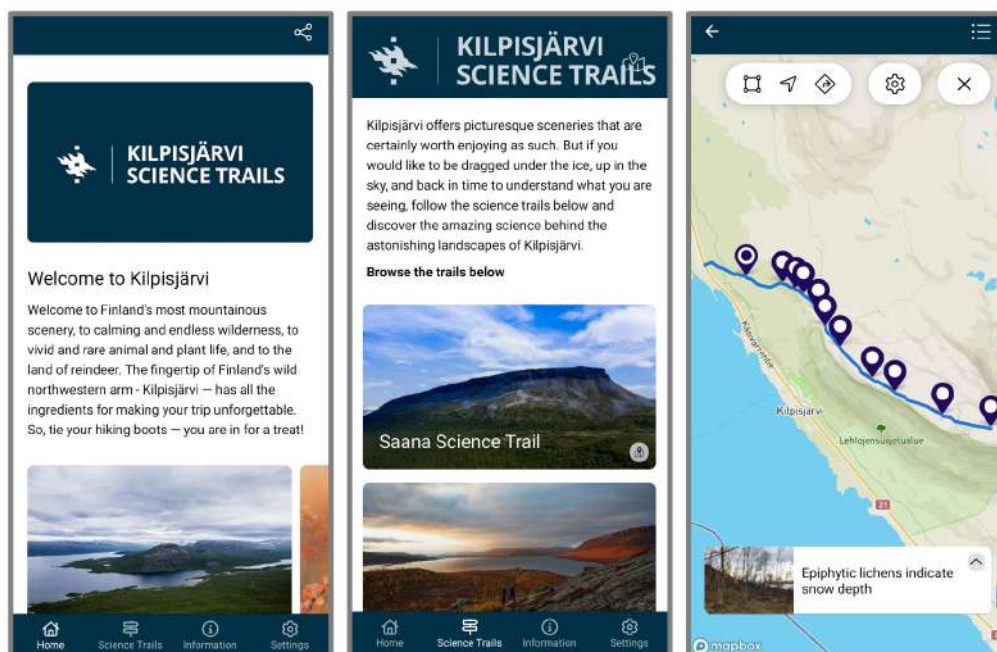 KILPISJÄRVI
SCIENCE TRAILS
Welcome to Kilpisjärvi
Welcome to Finland's most mountainous
scenery, to calming and endless wilderness, to
vivid and rare animal and plant life, and to the
land of reindeer. The fingertip of Finland's wild
northwestern arm - Kilpisjärvi — has all the
ingredients for making your trip unforgettable.
So, tie your hiking boots — you are in for a treat!
Home
Science Trails
Information
Settings
KILPISJÄRVI
SCIENCE TRAILS
Kilpisjärvi offers picturesque sceneries that are
certainly worth enjoying as such. But if you
would like to be dragged under the ice, up in the
sky, and back in time to understand what you are
seeing, follow the science trails below and
discover the amazing science behind the
astonishing landscapes of Kilpisjärvi.
Browse the trails below
Saana Science Trail
Home
Science Trails
Information
Settings
Käsivarrentie
Kilpisjärvi
Lehtojensuojelualue
21
Epiphytic lichens indicate
snow depth
mapbox